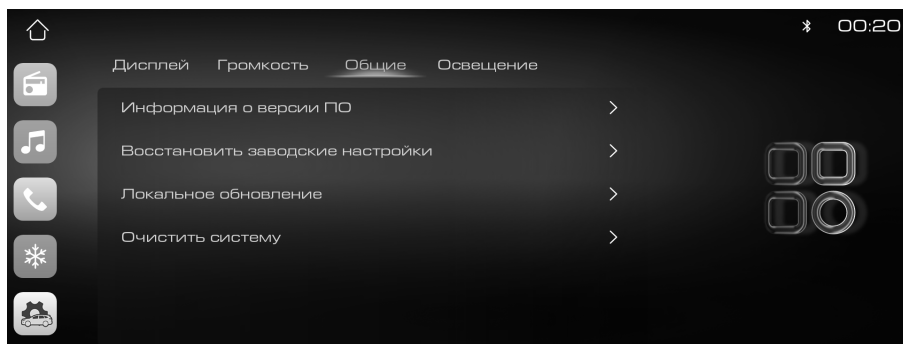 00:20
Дисплей Громкость Общие Освещение
Информация о версии ПО
Восстановить заводские настройки
Локальное обновление
Очистить систему